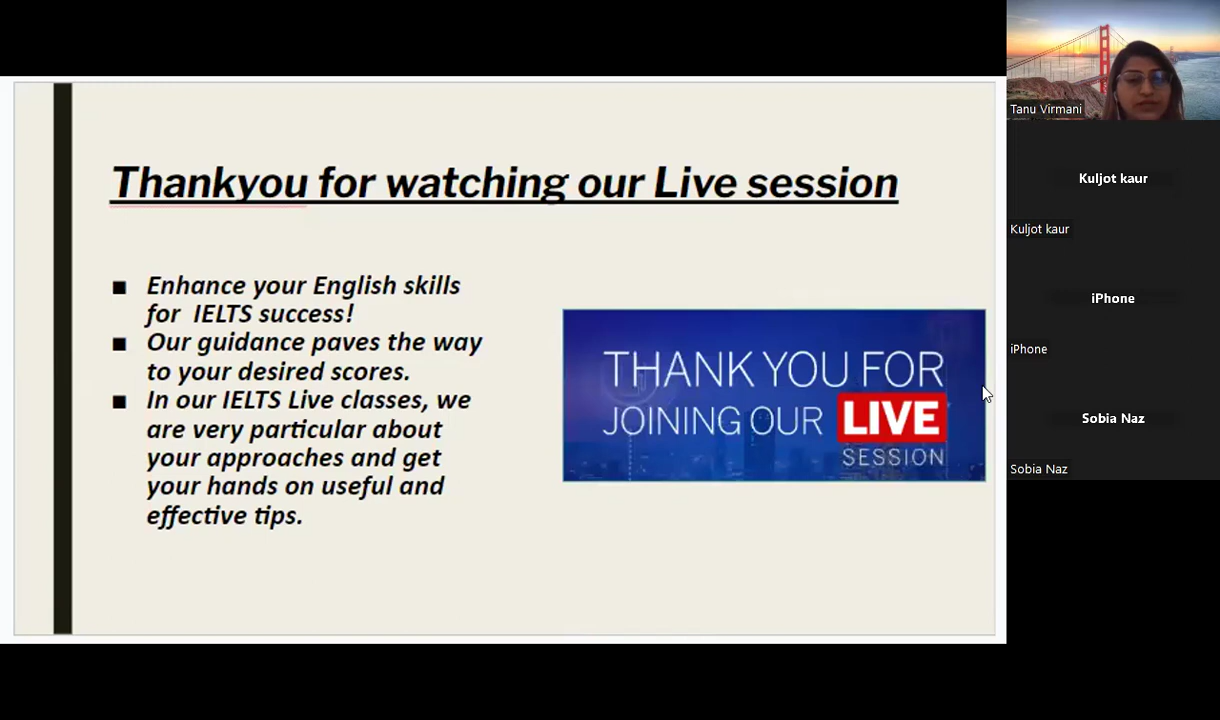 Thankyou for watching our Live session
■ Enhance your English skills
for IELTS success!
■ Our guidance paves the way
to your desired scores.
■ In our IELTS Live classes, we
are very particular about
your approaches and get
your hands on useful and
effective tips.
THANK YOU FOR
JOINING OUR LIVE
SESSION
Tanu Virmani
Kuljot kaur
Kuljot kaur
iPhone
iPhone
Sobia Naz
Sobia Naz